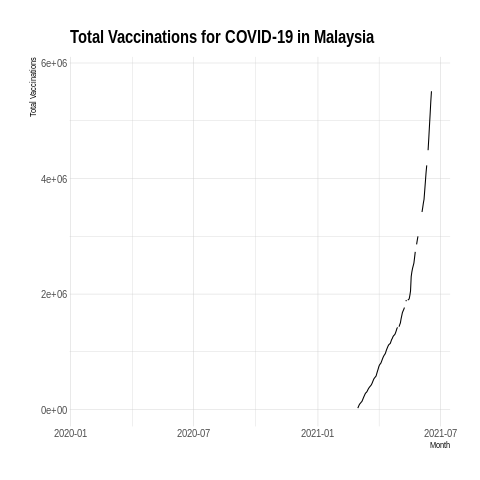 Total Vaccinations for COVID-19 in Malaysia
Total Vaccinations
6e+06
4e+06
2e+06
0e+00
2020-01 2020-07 2021-01 2021-07
Month